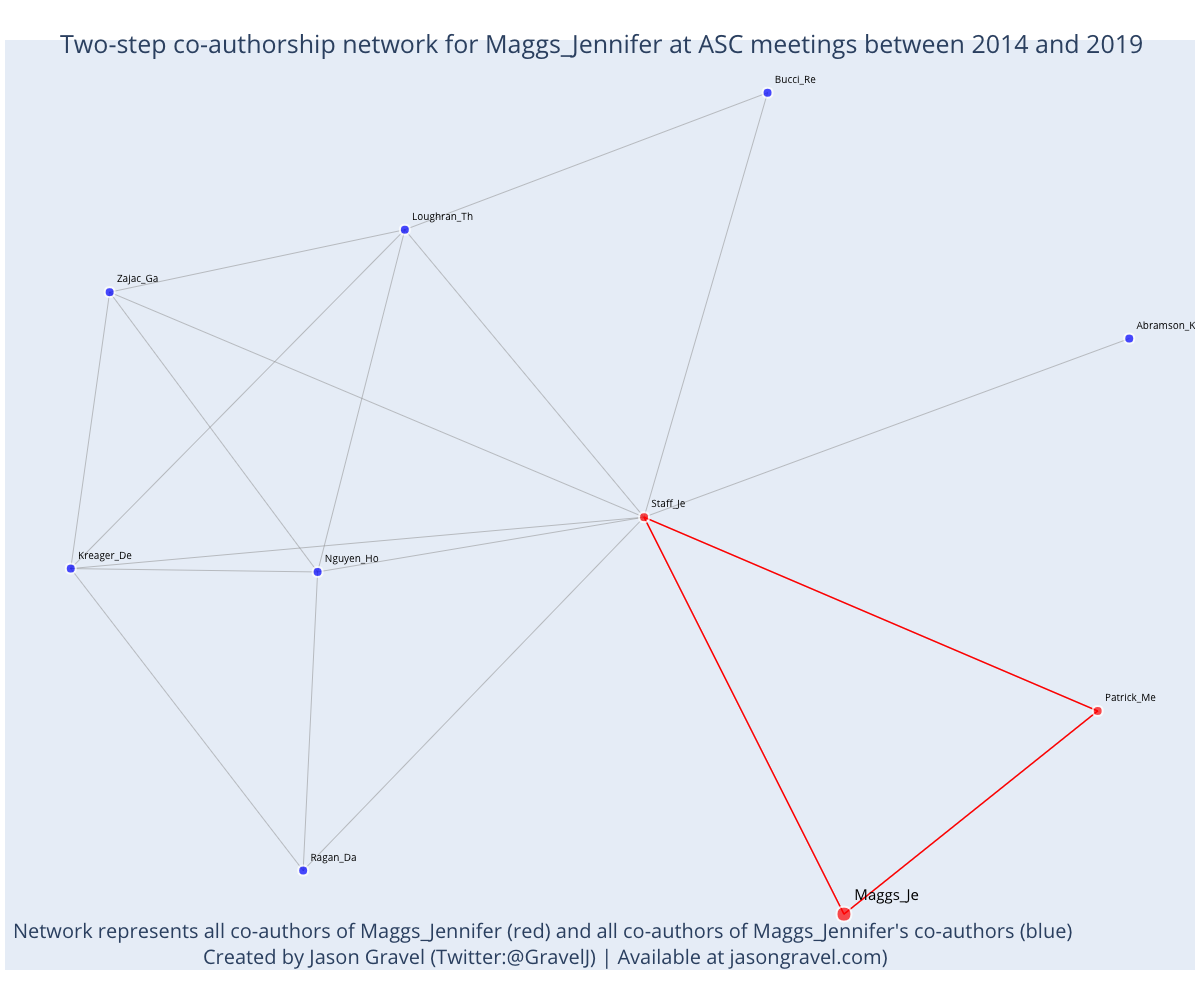 Two-step co-authorship network for Maggs_Jennifer at ASC meetings between 2014 and 2019
Bucci_Re
Loughran_Th
Zajac_Ga
Abramson_K
Staff_Je
Kreager_De
Nguyen_Ho
Patrick_Me
Ragan_Da
Maggs_Je
Network represents all co-authors of Maggs_Jennifer (red) and all co-authors of Maggs_Jennifer's co-authors (blue)
Created by Jason Gravel (Twitter:@GravelJ) | Available at jasongravel.com)